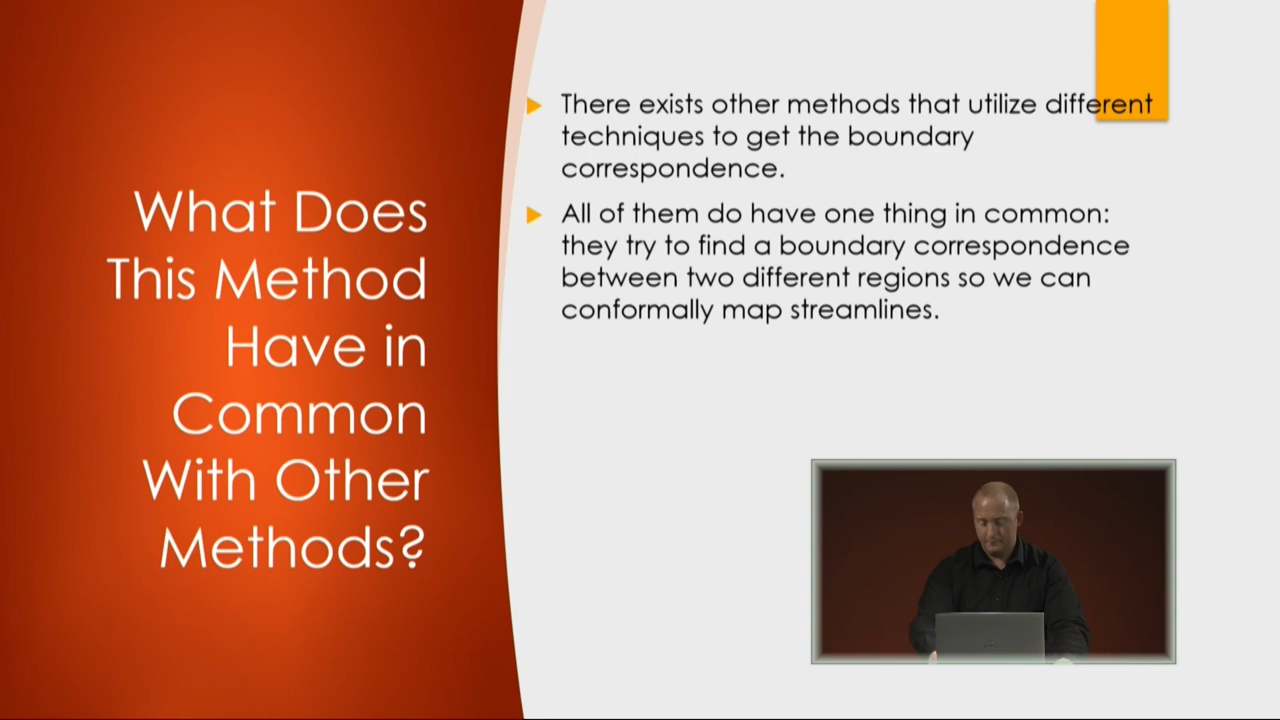 What Does
This Method
Have in
Common
With Other
Methods?
There exists other methods that utilize different
techniques to get the boundary
correspondence.
All of them do have one thing in common:
they try to find a boundary correspondence
between two different regions so we can
conformally map streamlines.